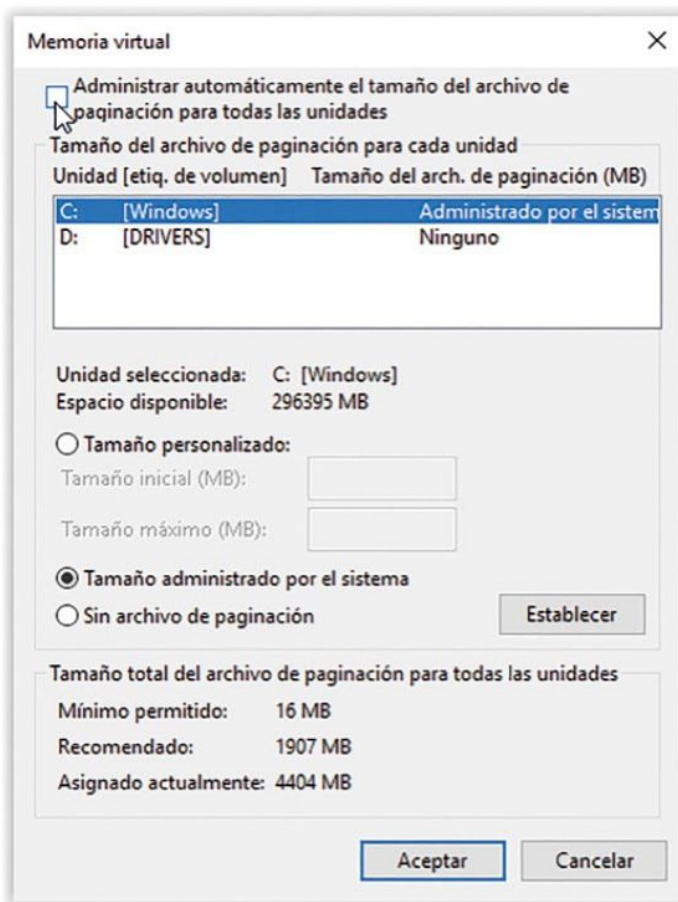 Memoria virtual
Administrar automáticamente el tamaño del archivo de
paginación para todas las unidades
Tamaño del archivo de paginación para cada unidad
Unidad [etiq. de volumen] Tamaño del arch. de paginación (MB)
C: [Windows] Administrado por el sistem
D: [DRIVERS] Ninguno
Unidad seleccionada: C: [Windows]
Espacio disponible: 296395 MB
Tamaño personalizado:
Tamaño inicial (MB):
Tamaño máximo (MB):
Tamaño administrado por el sistema
Sin archivo de paginación
Establecer
Tamaño total del archivo de paginación para todas las unidades
Mínimo permitido: 16 MB
Recomendado: 1907 MB
Asignado actualmente: 4404 MB
Aceptar Cancelar